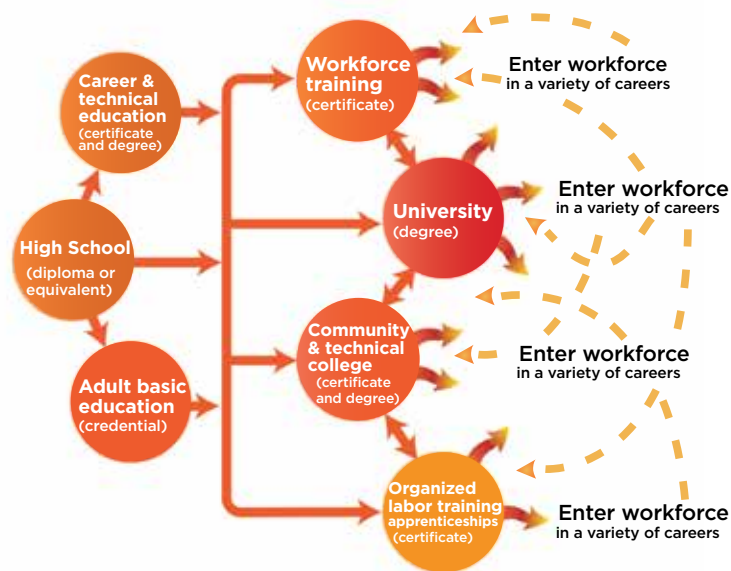 Career &
technical
education
(certificate
and degree)
High School
(diploma or
equivalent)
Adult basic
education
(credential)
Workforce
training
(certificate)
University
(degree)
Community
& technical
college
(certificate
and degree)
Organized
labor training
apprenticeships
(certificate)
Enter workforce
in a variety of careers
Enter workforce
in a variety of careers
Enter workforce
in a variety of careers
Enter workforce
in a variety of careers